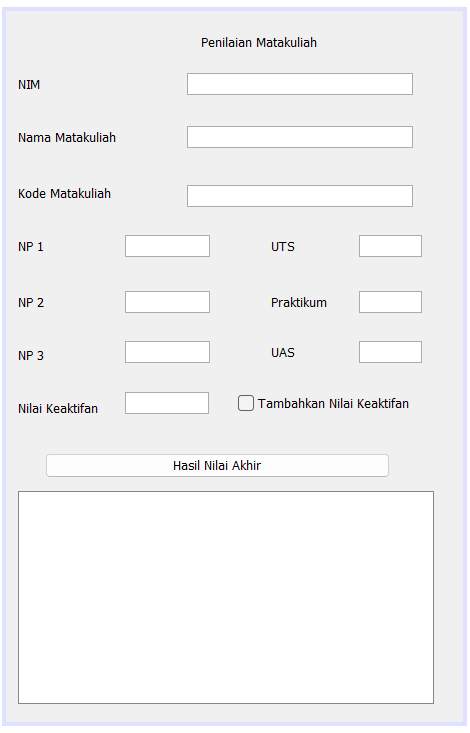 Penilaian Matakuliah
NIM
Nama Matakuliah
Kode Matakuliah
NP 1
UTS
NP 2
Praktikum
NP 3
UAS
Nilai Keaktifan
Tambahkan Nilai Keaktifan
Hasil Nilai Akhir